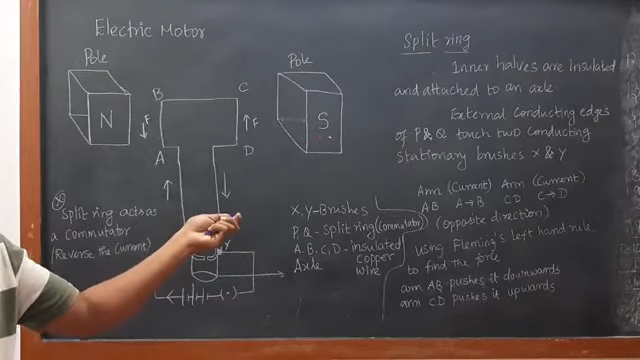 Electric Motor
Pole
Pole
N
S
B
C
A
D
F
F
Y
Split ring acts as
a commutator
Reverse the (current)
X, Y - Brushes
P Q - split ring (commutator)
A, B, C, D - insulated
copper
wire
Axle
Split ring
Inner halves are insulated
and attached to an axle
External conducting edges
of P & Q touch two conducting
stationary brushes X & Y
Arm (Current) Arm (Current)
AB A→B CD C→D
(opposite direction)
Using Fleming's left hand rule.
to find the force
arm AB pushes it downwards
arm CD pushes it upwards